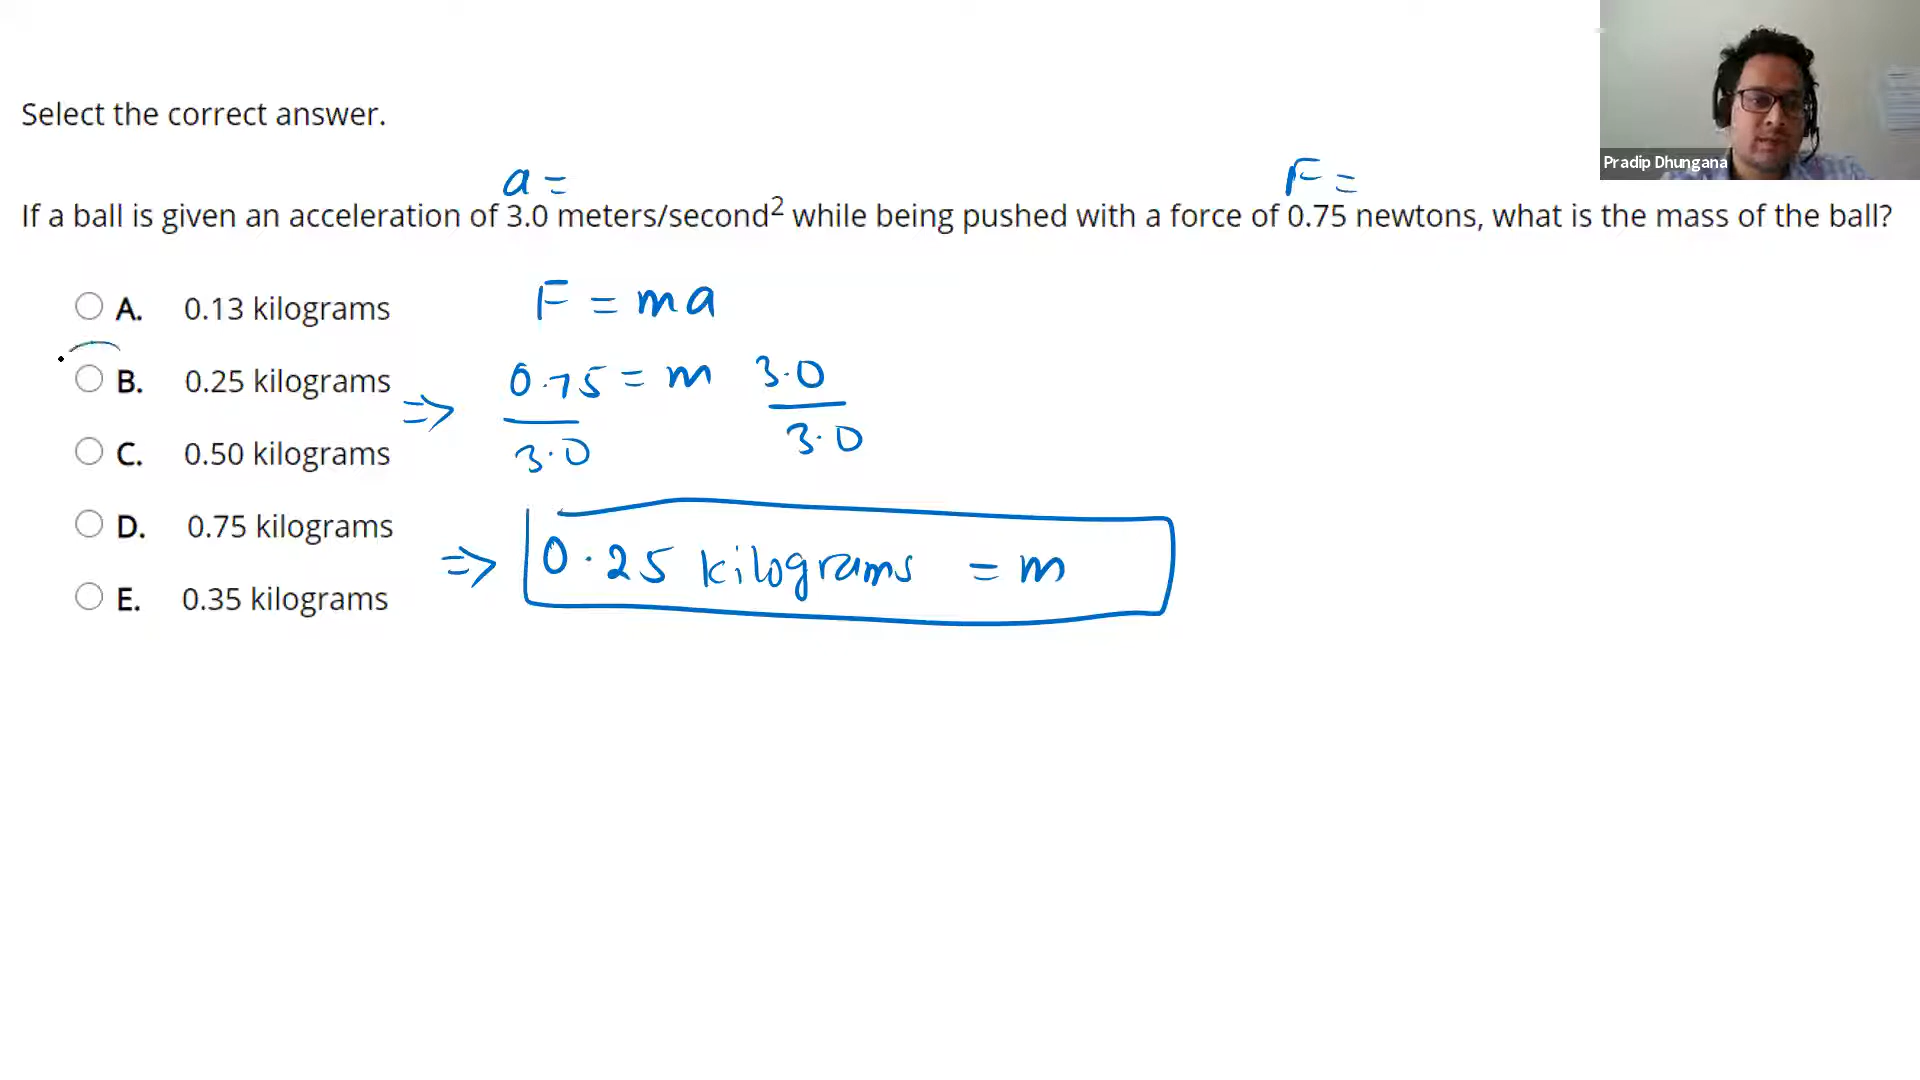 Select the correct answer.
Pradip Dhungana
a =
F =
If a ball is given an acceleration of 3.0 meters/second² while being pushed with a force of 0.75 newtons, what is the mass of the ball?
A. 0.13 kilograms
B. 0.25 kilograms
C. 0.50 kilograms
D. 0.75 kilograms
E. 0.35 kilograms
F = ma
⇒ 0.75 = m 3.0
3.0 3.0
⇒ 0.25 kilograms = m